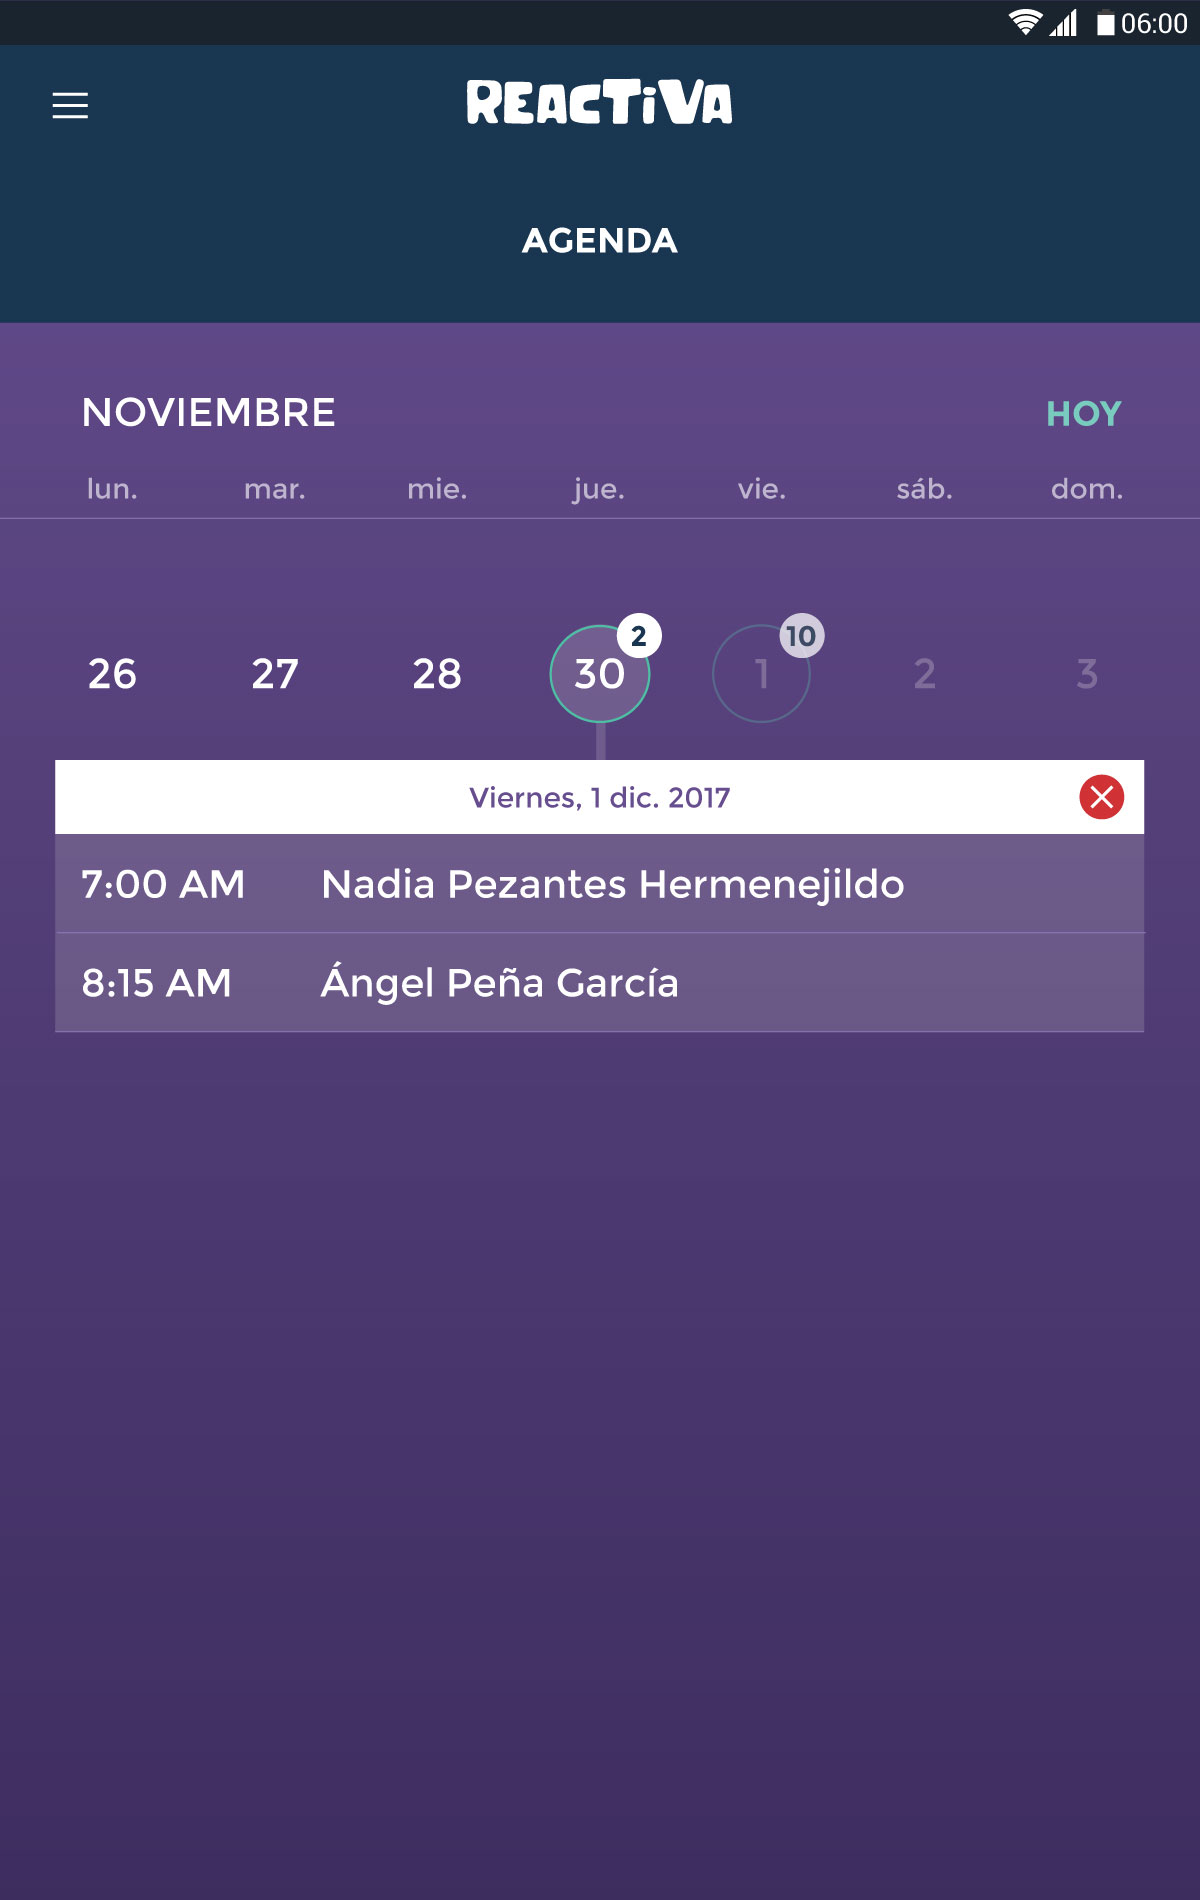 06:00
REACTiVA
AGENDA
NOVIEMBRE HOY
lun. mar. mie. jue. vie. sáb. dom.
2 10
26 27 28 30 1 2 3
Viernes, 1 dic. 2017
7:00 AM Nadia Pezantes Hermenejildo
8:15 AM Ángel Peña García